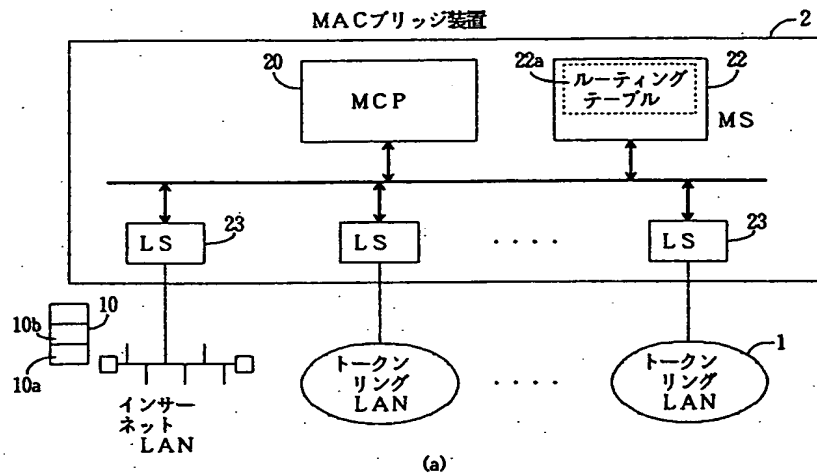 MACブリッジ装置
2
20
MCP
22a
ルーティング
テーブル
22
MS
LS
23
LS
....
LS
23
10
10b
10a
インサー
ネット
LAN
トークン
リング
LAN
....
トークン
リング
LAN
1
(a)